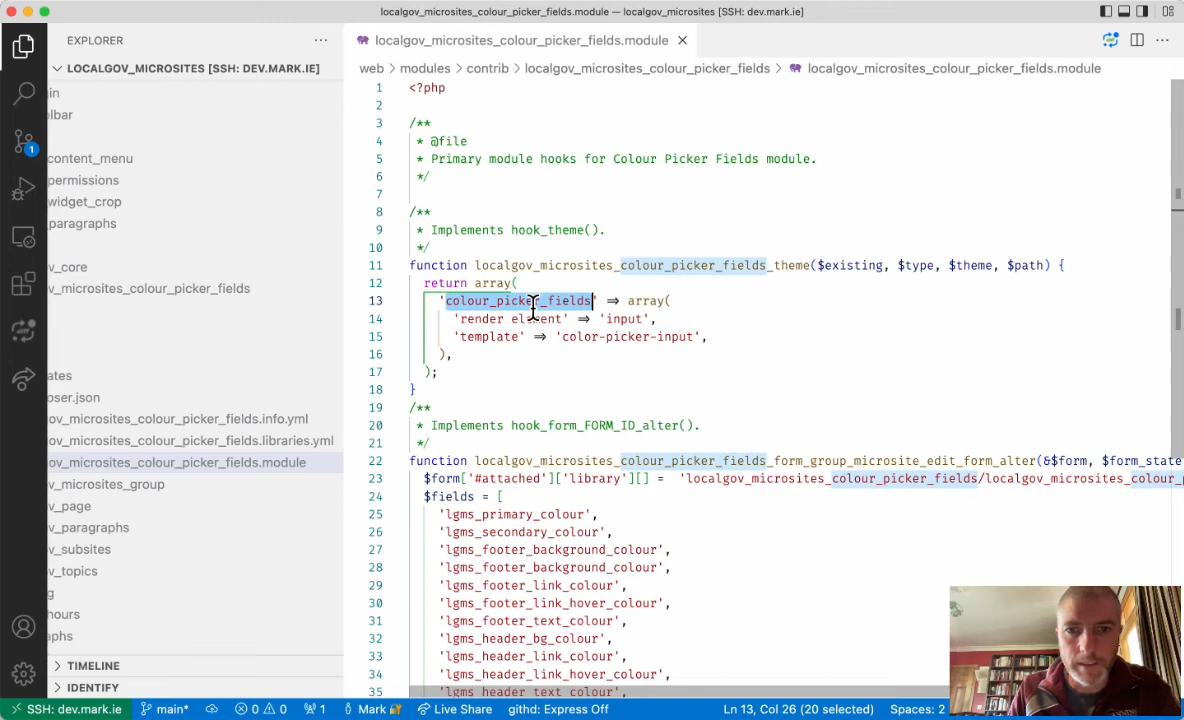 localgov_microsites_colour_picker_fields.module — localgov_microsites [SSH: DEV.MARK.IE]
EXPLORER
LOCALGOV_MICROSITES [SSH: DEV.MARK.IE]
in
lbar
content_menu
permissions
widget_crop
paragraphs
v_core
v_microsites_colour_picker_fields
ates
oser.json
ov_microsites_colour_picker_fields.info.yml
ov_microsites_colour_picker_fields.libraries.yml
ov_microsites_colour_picker_fields.module
v_microsites_group
v_page
v_paragraphs
v_subsites
v_topics
g
hours
aphs
TIMELINE
IDENTIFY
1
localgov_microsites_colour_picker_fields.module
web > modules > contrib > localgov_microsites_colour_picker_fields > localgov_microsites_colour_picker_fields.module
1 <?php
2
3 /**
4 * @file
5 * Primary module hooks for Colour Picker Fields module.
6 */
7
8 /**
9 * Implements hook_theme().
10 */
11 function localgov_microsites_colour_picker_fields_theme($existing, $type, $theme, $path) {
12 return array(
13 'colour_picker_fields' => array(
14 'render element' => 'input',
15 'template' => 'color-picker-input',
16 ),
17 );
18 }
19 /**
20 * Implements hook_form_FORM_ID_alter().
21 */
22 function localgov_microsites_colour_picker_fields_form_group_microsite_edit_form_alter(&$form, $form_state
23 $form['#attached']['library'][] = 'localgov_microsites_colour_picker_fields/localgov_microsites_colour_p
24 $fields = [
25 'lgms_primary_colour',
26 'lgms_secondary_colour',
27 'lgms_footer_background_colour',
28 'lgms_footer_background_colour',
29 'lgms_footer_link_colour',
30 'lgms_footer_link_hover_colour',
31 'lgms_footer_text_colour',
32 'lgms_header_bg_colour',
33 'lgms_header_link_colour',
34 'lgms_header_link_hover_colour',
35 'lgms_header_text_colour',
SSH: dev.mark.ie main* 0 0 1 Mark Live Share githd: Express Off Ln 13, Col 26 (20 selected) Spaces: 2